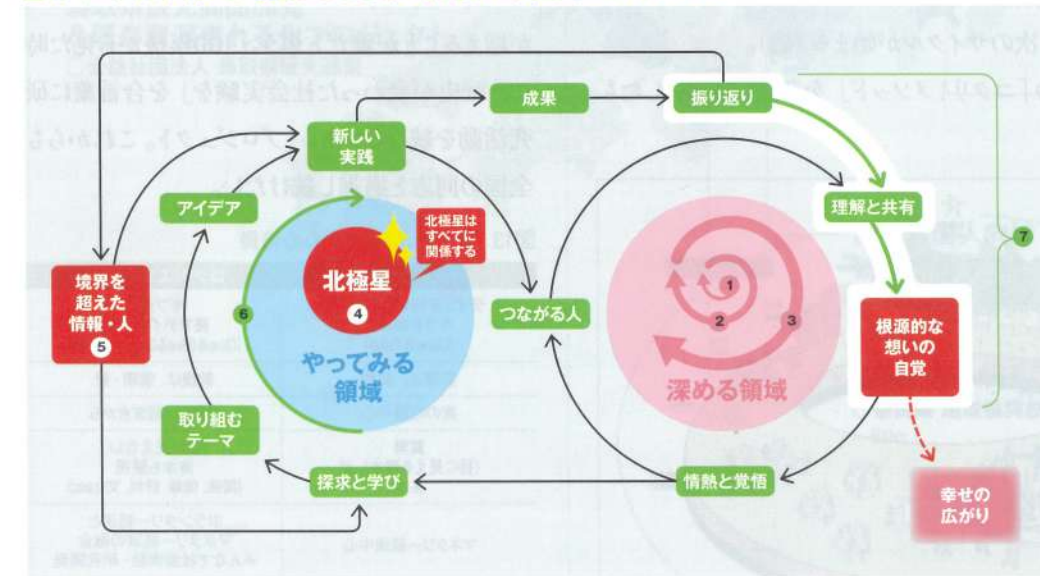 成果
振り返り
新しい
実践
アイデア
理解と共有
北極星は
すべてに
関係する
北極星
4
境界を
超えた
情報・人
5
6
やってみる
領域
つながる人
1
2
3
深める領域
7
根源的な
想いの
自覚
取り組む
テーマ
探求と学び
情熱と覚悟
幸せの
広がり